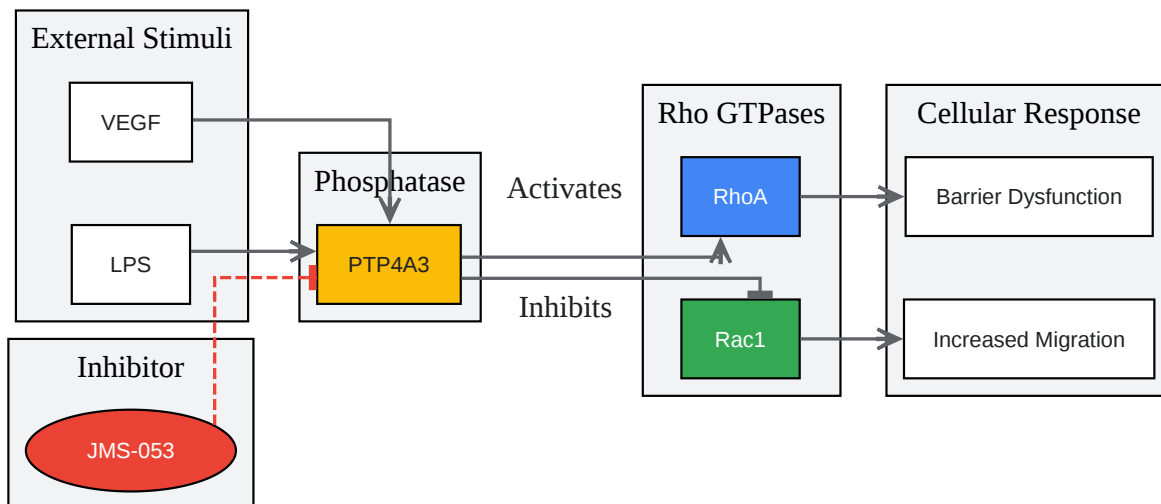 External Stimuli
VEGF
LPS
Inhibitor
JMS-053
Phosphatase
PTP4A3
Activates
Inhibits
Rho GTPases
RhoA
Rac1
Cellular Response
Barrier Dysfunction
Increased Migration